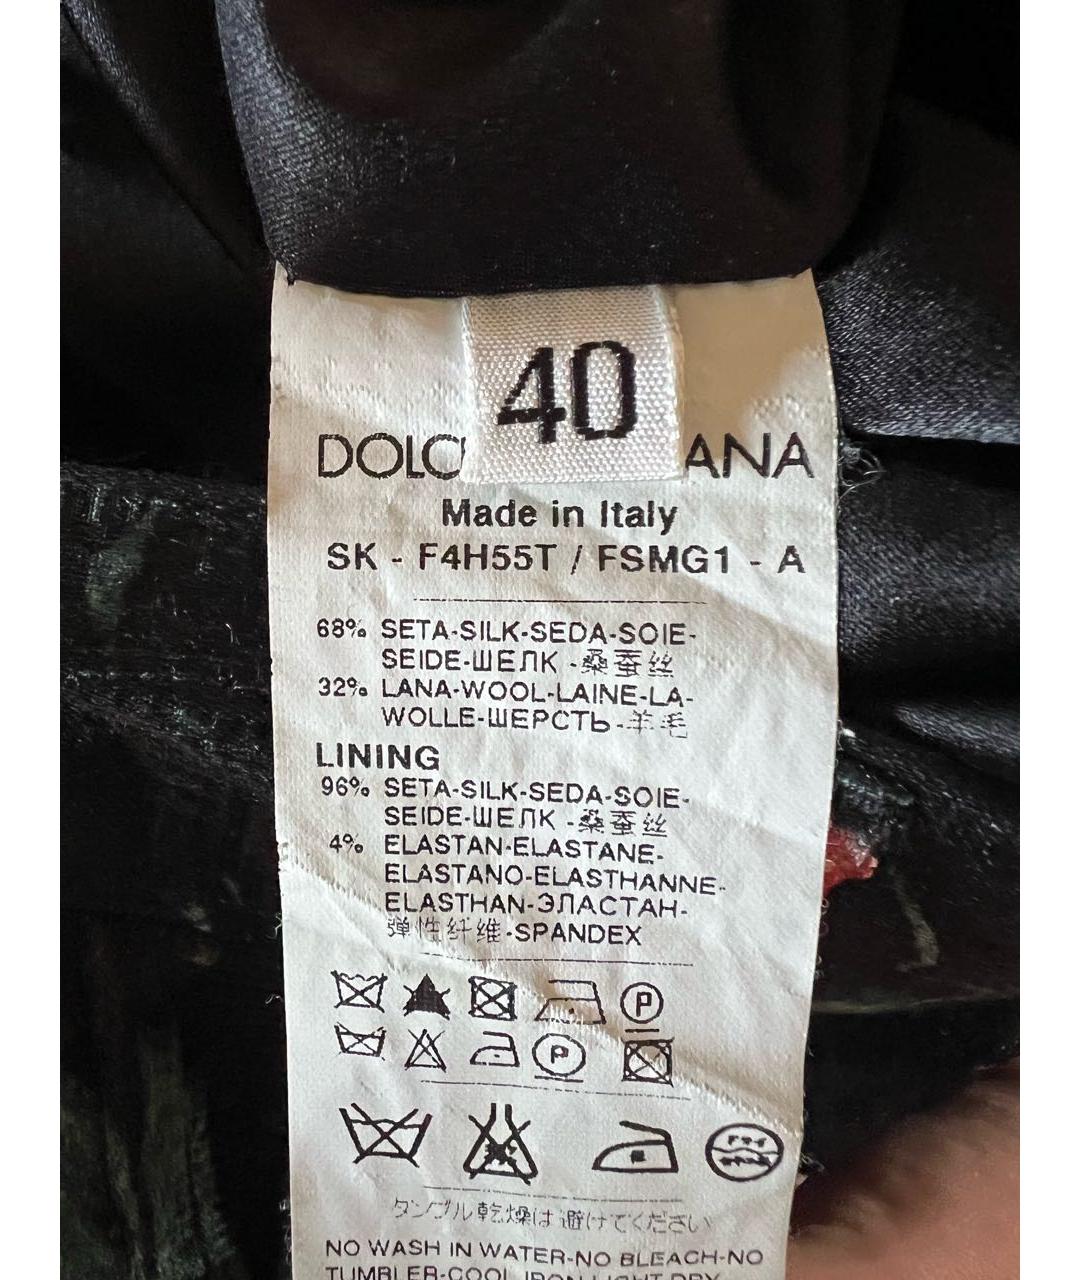 40
DOLC ANA
Made in Italy
SK - F4H55T / FSMG1 - A
68% SETA-SILK-SEDA-SOIE-
SEIDE-ШЕЛК -桑蚕丝
32% LANA-WOOL-LAINE-LA-
WOLLE-ШЕРСТЬ-羊毛
LINING
96% SETA-SILK-SEDA-SOIE-
SEIDE-ШЕЛК -桑蚕丝
4% ELASTAN-ELASTANE-
ELASTANO-ELASTHANNE-
ELASTHAN-ЭЛАСТАН-
弹性纤维-SPANDEX
P
P
ドライ
タンブル乾燥は避けてください
NO WASH IN WATER-NO BLEACH-NO
TUMBLER-COOL IRON-LIGHT DRY